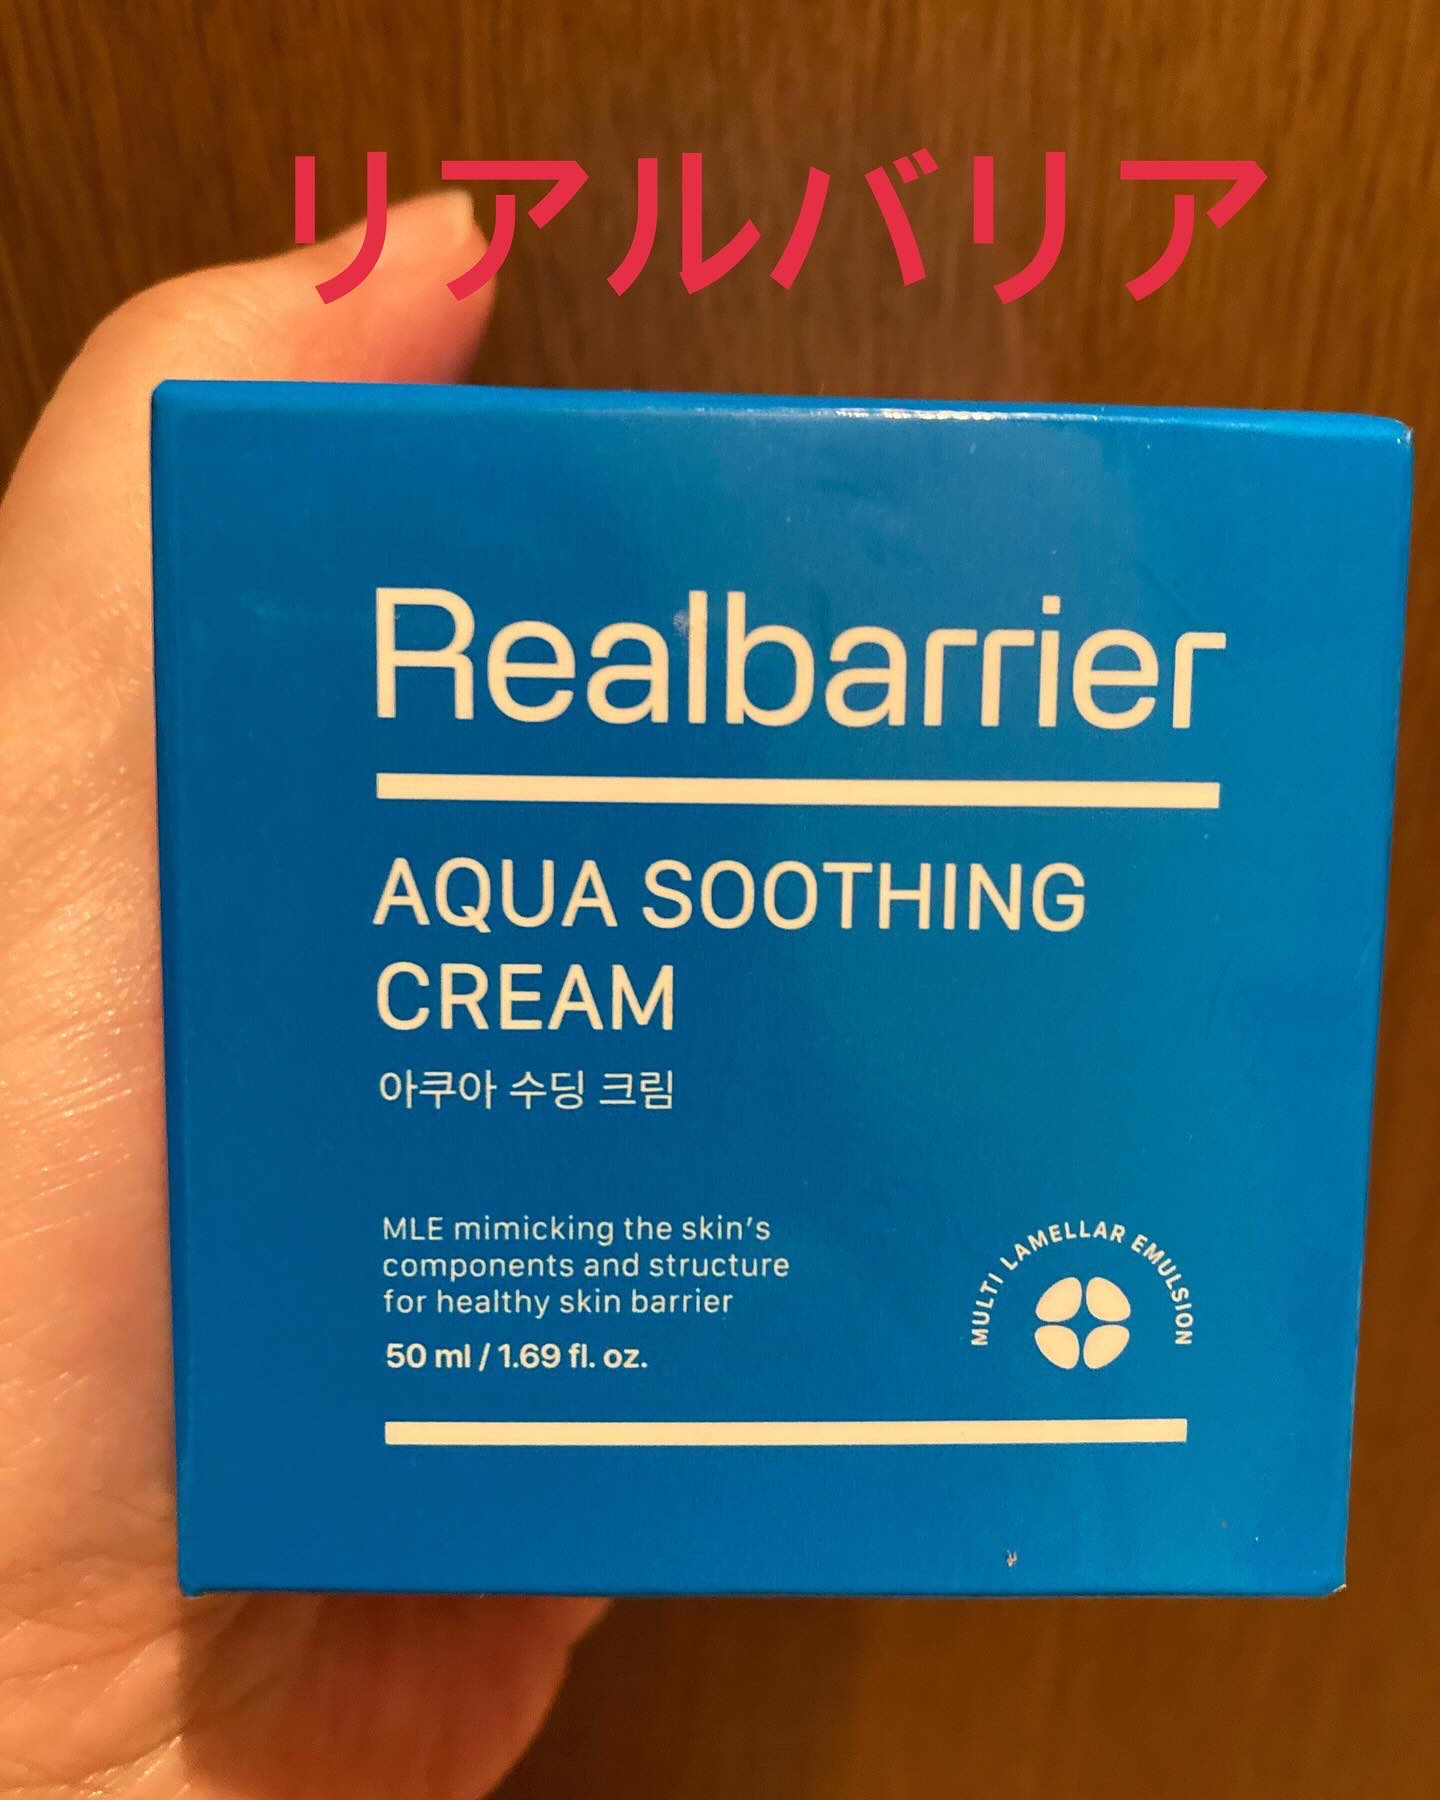 リアルバリア
Realbarrier
AQUA SOOTHING
CREAM
아쿠아 수딩 크림
MLE mimicking the skin's
components and structure
for healthy skin barrier
50 ml / 1.69 fl. oz.
MULTI LAMELLAR EMULSION